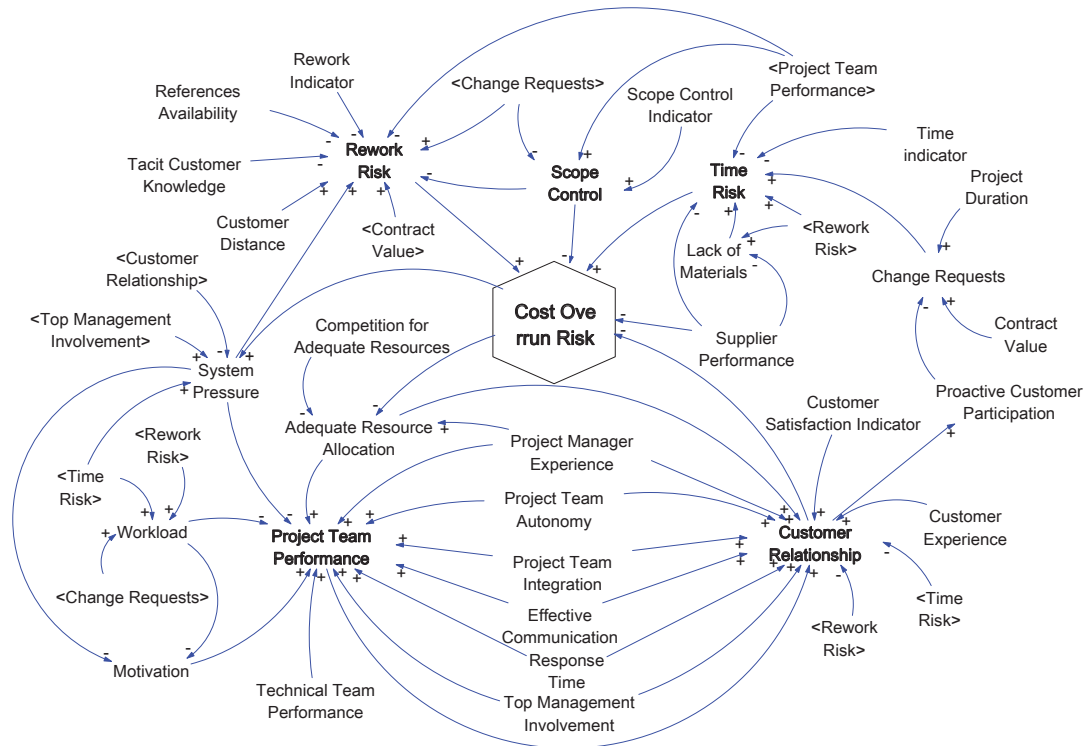 Rework
Indicator
References
Availability
<Change Requests>
Scope Control
Indicator
<Project Team
Performance>
Time
indicator
Tacit Customer
Knowledge
Rework
Risk
Scope
Control
Time
Risk
Project
Duration
Customer
Distance
<Contract
Value>
Lack of
Materials
<Rework
Risk>
Change Requests
<Customer
Relationship>
<Top Management
Involvement>
System
Pressure
Competition for
Adequate Resources
Cost Ove
rrun Risk
Supplier
Performance
Contract
Value
Proactive Customer
Participation
Customer
Satisfaction Indicator
Adequate Resource
Allocation
Project Manager
Experience
<Rework
Risk>
<Time
Risk>
Workload
Project Team
Performance
Project Team
Autonomy
Customer
Relationship
Customer
Experience
Project Team
Integration
<Change Requests>
Effective
Communication
<Time
Risk>
<Rework
Risk>
Motivation
Response
Time
Technical Team
Performance
Top Management
Involvement